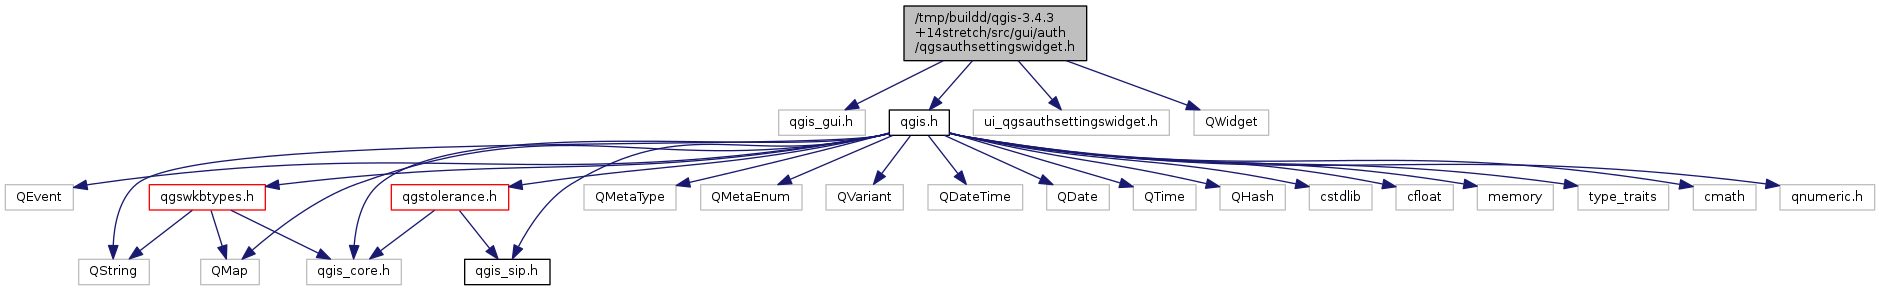 /tmp/buildd/qgis-3.4.3
+14stretch/src/gui/auth
/qgsauthsettingswidget.h
qgis_gui.h
qgis.h
ui_qgsauthsettingswidget.h
QWidget
QEvent
qgswkbtypes.h
qgstolerance.h
QMetaType
QMetaEnum
QVariant
QDateTime
QDate
QTime
QHash
cstdlib
cfloat
memory
type_traits
cmath
qnumeric.h
QString
QMap
qgis_core.h
qgis_sip.h